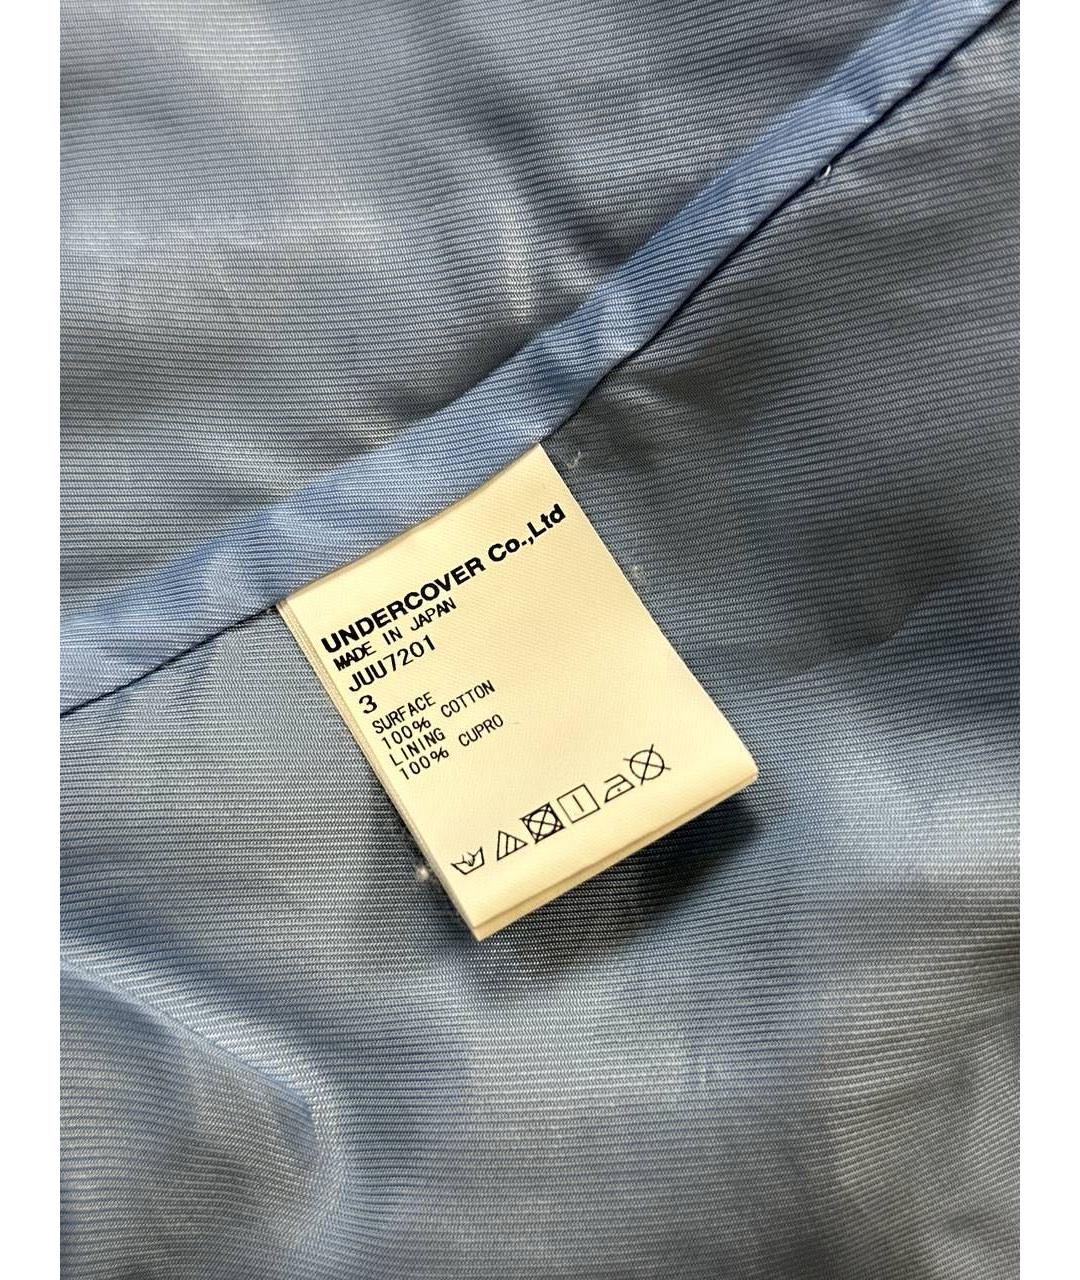 UNDERCOVER Co.,Ltd
MADE IN JAPAN
JUU7201
3
SURFACE
100% COTTON
LINING
100% CUPRO